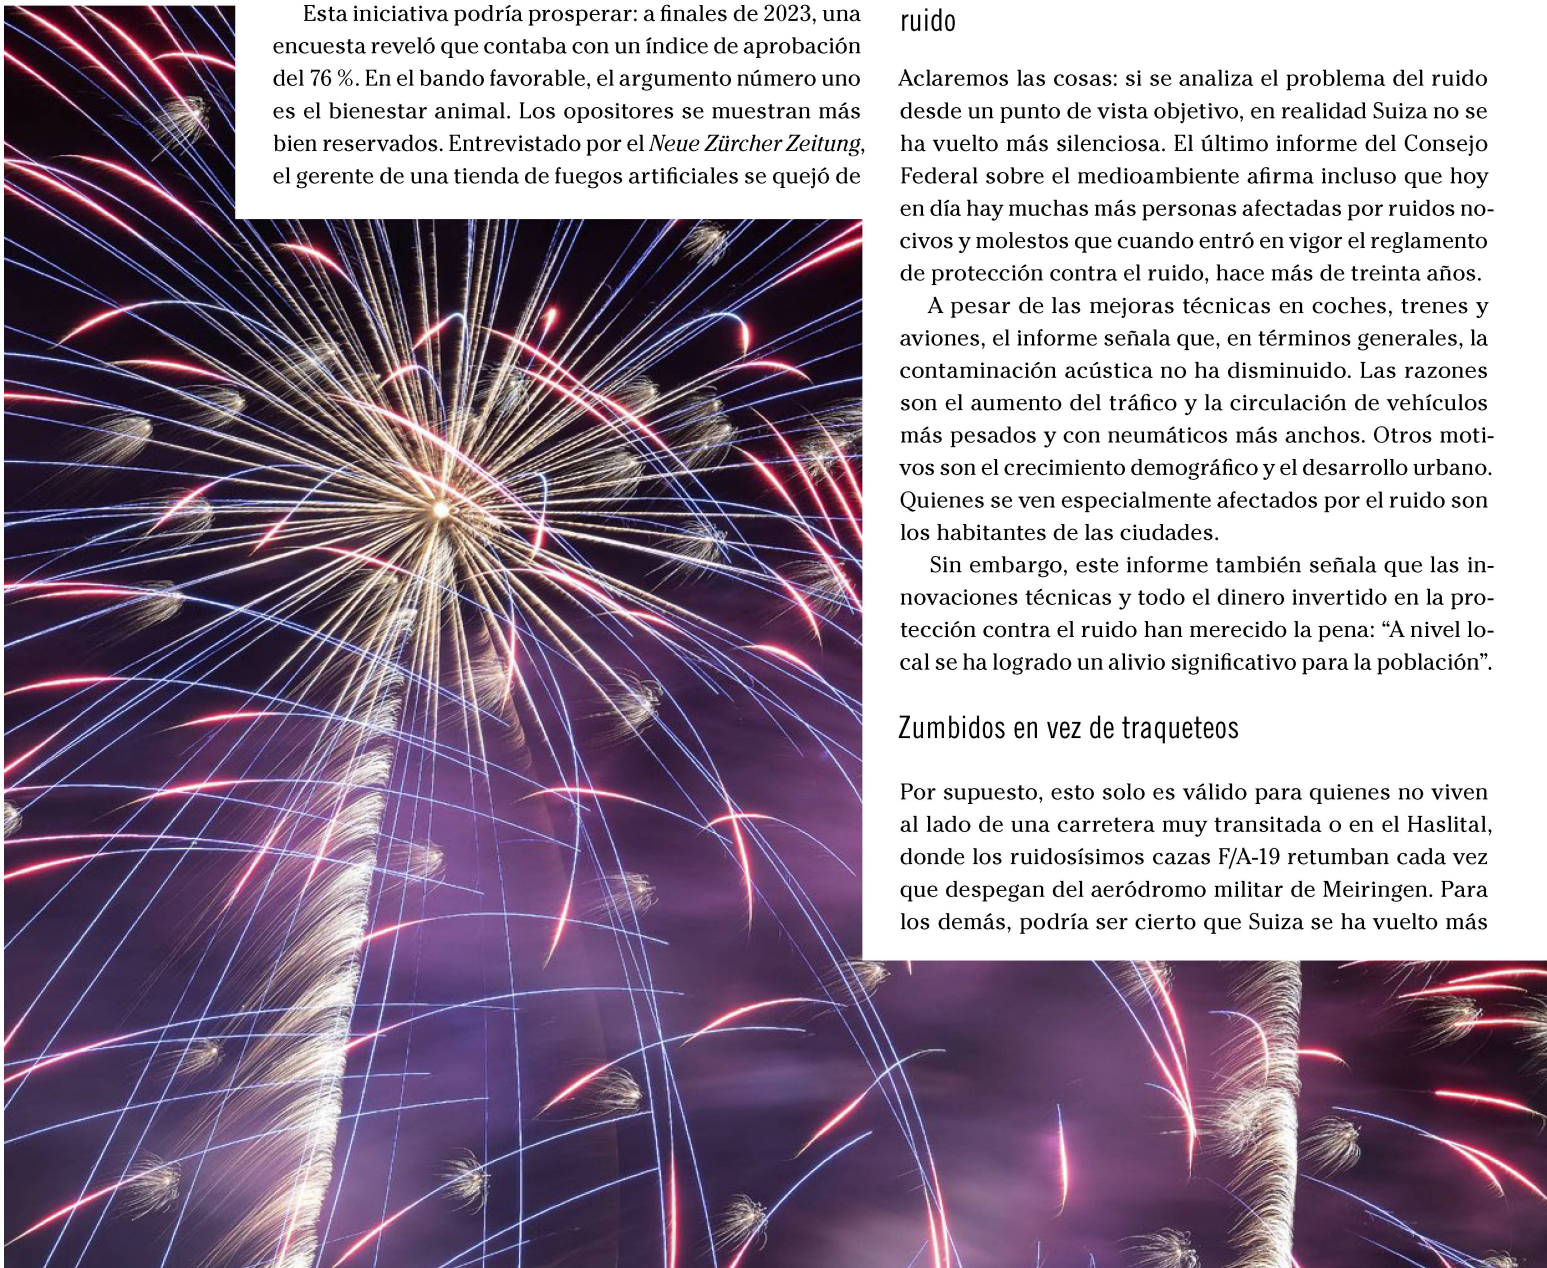 Esta iniciativa podría prosperar: a finales de 2023, una
encuesta reveló que contaba con un índice de aprobación
del 76 %. En el bando favorable, el argumento número uno
es el bienestar animal. Los opositores se muestran más
bien reservados. Entrevistado por el Neue Zürcher Zeitung,
el gerente de una tienda de fuegos artificiales se quejó de
ruido
Aclaremos las cosas: si se analiza el problema del ruido
desde un punto de vista objetivo, en realidad Suiza no se
ha vuelto más silenciosa. El último informe del Consejo
Federal sobre el medioambiente afirma incluso que hoy
en día hay muchas más personas afectadas por ruidos no-
civos y molestos que cuando entró en vigor el reglamento
de protección contra el ruido, hace más de treinta años.
A pesar de las mejoras técnicas en coches, trenes y
aviones, el informe señala que, en términos generales, la
contaminación acústica no ha disminuido. Las razones
son el aumento del tráfico y la circulación de vehículos
más pesados y con neumáticos más anchos. Otros moti-
vos son el crecimiento demográfico y el desarrollo urbano.
Quienes se ven especialmente afectados por el ruido son
los habitantes de las ciudades.
Sin embargo, este informe también señala que las in-
novaciones técnicas y todo el dinero invertido en la pro-
tección contra el ruido han merecido la pena: “A nivel lo-
cal se ha logrado un alivio significativo para la población”.
Zumbidos en vez de traqueteos
Por supuesto, esto solo es válido para quienes no viven
al lado de una carretera muy transitada o en el Haslital,
donde los ruidosísimos cazas F/A-19 retumban cada vez
que despegan del aeródromo militar de Meiringen. Para
los demás, podría ser cierto que Suiza se ha vuelto más